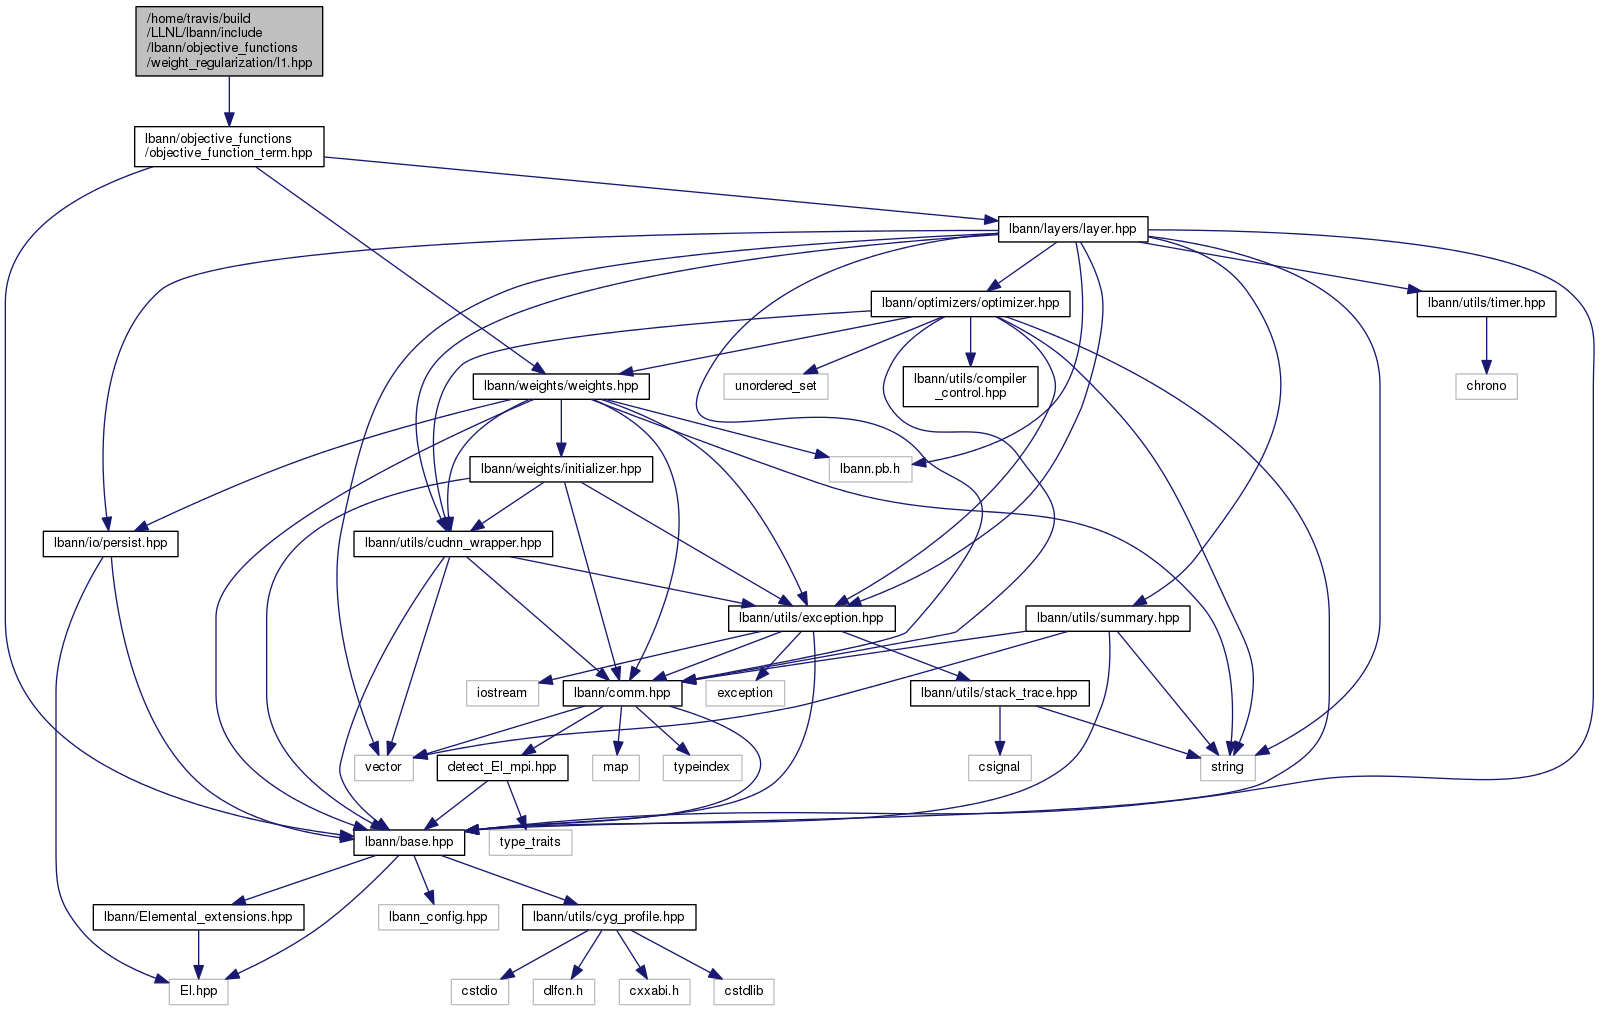 /home/travis/build
/LLNL/lbann/include
/lbann/objective_functions
/weight_regularization/l1.hpp
lbann/objective_functions
/objective_function_term.hpp
lbann/layers/layer.hpp
lbann/optimizers/optimizer.hpp
lbann/utils/timer.hpp
lbann/weights/weights.hpp
unordered_set
lbann/utils/compiler
_control.hpp
chrono
lbann/weights/initializer.hpp
lbann.pb.h
lbann/io/persist.hpp
lbann/utils/cudnn_wrapper.hpp
lbann/utils/exception.hpp
lbann/utils/summary.hpp
iostream
lbann/comm.hpp
exception
lbann/utils/stack_trace.hpp
vector
detect_El_mpi.hpp
map
typeindex
csignal
string
lbann/base.hpp
type_traits
lbann/Elemental_extensions.hpp
lbann_config.hpp
lbann/utils/cyg_profile.hpp
El.hpp
cstdio
dlfcn.h
cxxabi.h
cstdlib